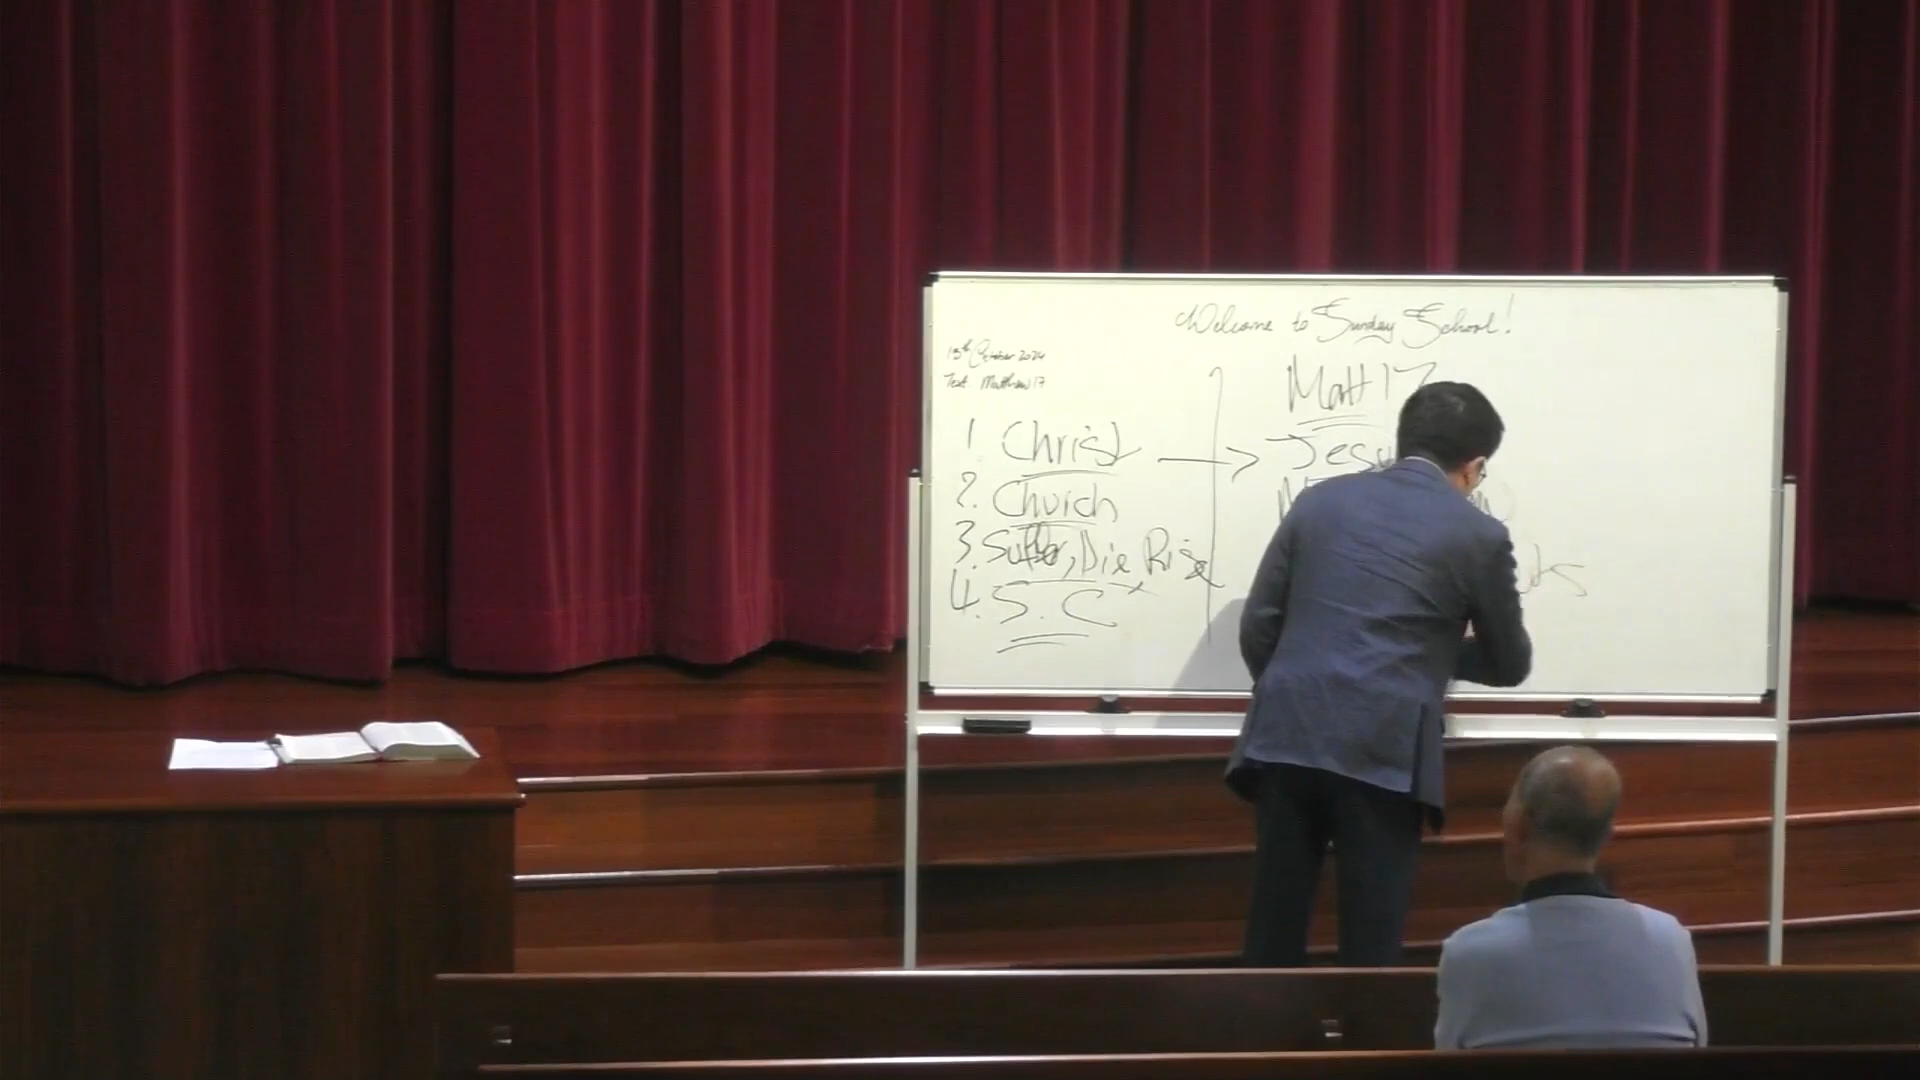 Welcome to Sunday School!
13th October 2024
Text: Matthew 17
1. Christ →
2. Church
3. Suffer, Die Rise
4. S.C
Matt 17
Jesu